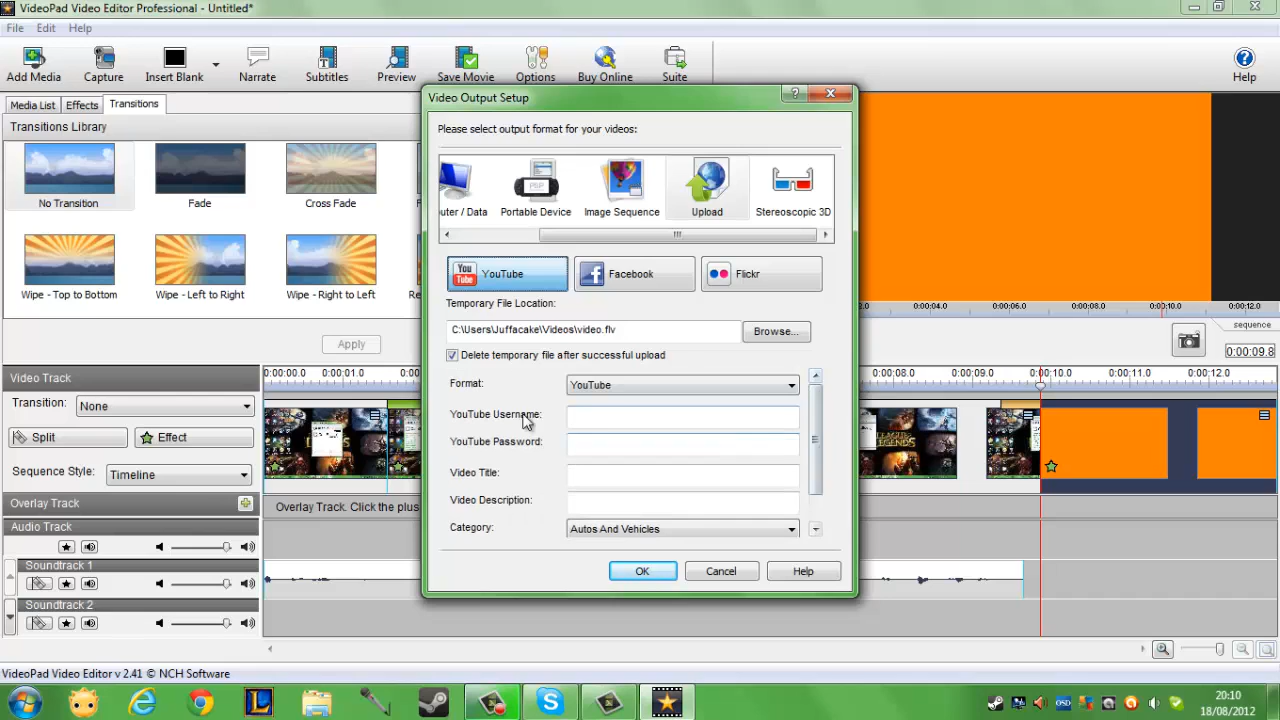 VideoPad Video Editor Professional - Untitled*
File Edit Help
Add Media Capture Insert Blank Narrate Subtitles Preview Save Movie Options Buy Online Suite Help
Media List Effects Transitions
Transitions Library
No Transition Fade Cross Fade
Wipe - Top to Bottom Wipe - Left to Right Wipe - Right to Left
Apply
Video Output Setup
Please select output format for your videos:
PSP
Portable Device Image Sequence Upload Stereoscopic 3D
You Tube YouTube Facebook Flickr
Temporary File Location:
C:\Users\Juffacake\Videos\video.flv Browse...
Delete temporary file after successful upload
Format: YouTube
YouTube Username:
YouTube Password:
Video Title:
Video Description:
Category: Autos And Vehicles
OK Cancel Help
0:00:04.0 0:00:06.0 0:00:08.0 0:00:10.0 0:00:12.0
sequence
0:00:09.8
Video Track 0:00:00.0 0:00:01.0 0:00:08.0 0:00:09.0 0:00:10.0 0:00:11.0 0:00:12.0
Transition: None
Split Effect
Sequence Style: Timeline
LEGENDS
Overlay Track Overlay Track. Click the plus
Audio Track
Soundtrack 1
Soundtrack 2
VideoPad Video Editor v 2.41 © NCH Software
20:10
18/08/2012